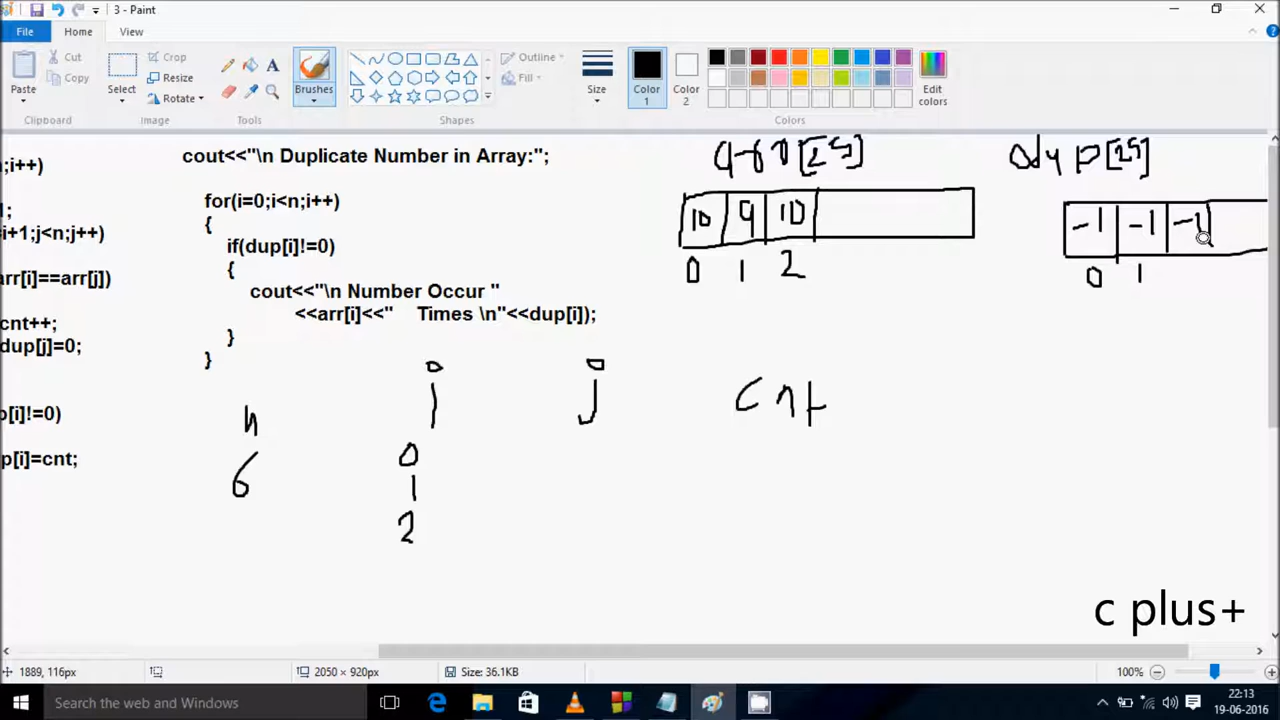 3 - Paint
File Home View
Paste Cut Copy Clipboard
Select Crop Resize Rotate Image
A Tools
Brushes
Outline Fill Shapes
Size
Color 1
Color 2
Edit colors
Colors
n;i++)
1;
=i+1;j<n;j++)
arr[i]==arr[j])
cnt++;
dup[j]=0;
p[i]!=0)
p[i]=cnt;
cout<<"\n Duplicate Number in Array:";
for(i=0;i<n;i++)
{
if(dup[i]!=0)
{
cout<<"\n Number Occur "
<<arr[i]<<" Times \n"<<dup[i]);
}
}
[25]
10 9 10
0 1 2
p[25]
-1 -1 -1
0 1
n i j cnt
6 0
1
2
c plus+
1889, 116px
2050 × 920px
Size: 36.1KB
100%
Search the web and Windows
22:13
19-06-2016